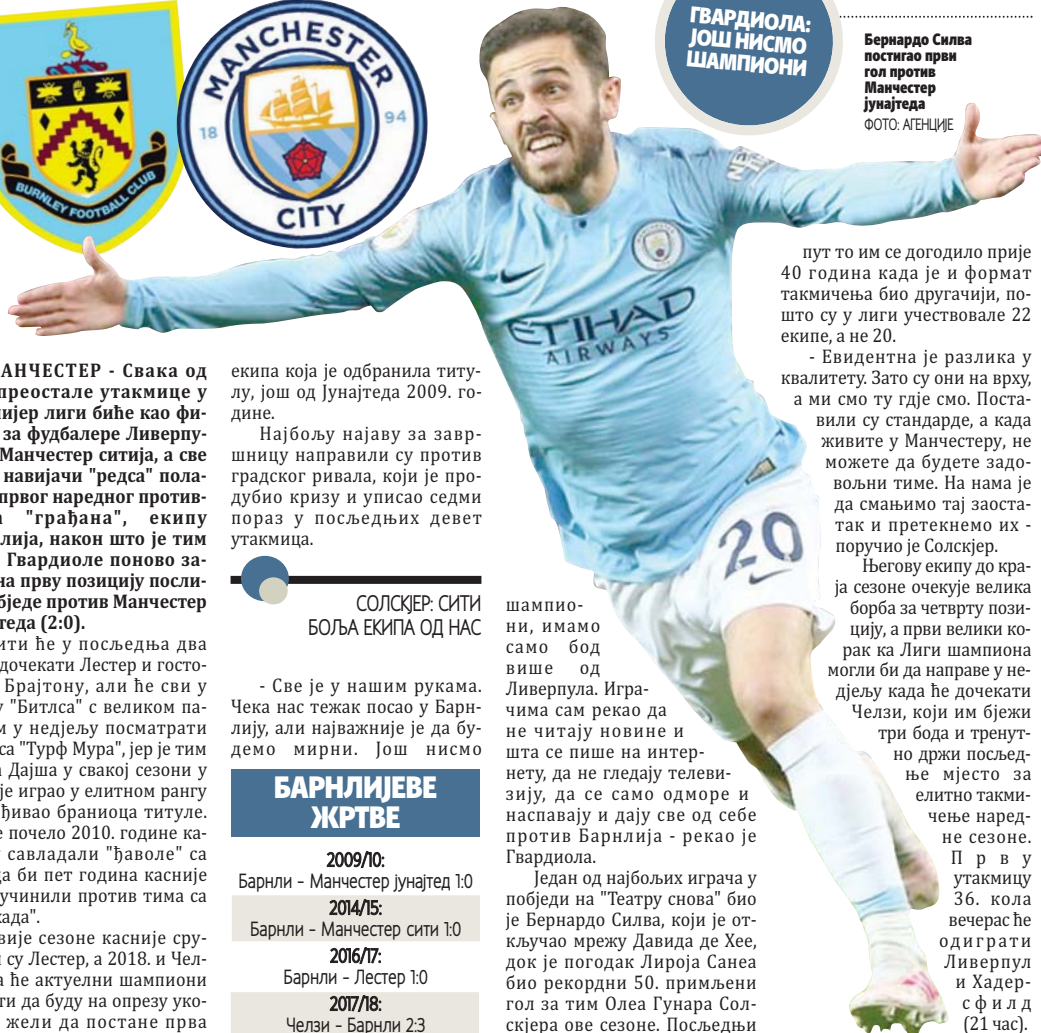 BURNLEY FOOTBALL CLUB
MANCHESTER
18 94
CITY
ГВАРДИОЛА:
ЈОШ НИСМО
ШАМПИОНИ
Бернардо Силва
постигао први
гол против
Манчестер
јунајтеда
ФОТО: АГЕНЦИЈЕ
ETIHAD
AIRWAYS
20
АНЧЕСТЕР - Свака од
преостале утакмице у
мијер лиги биће као фи-
за фудбалере Ливерпу-
Манчестер ситија, а све
навијачи "редса" пола-
првог наредног против-
"грађана", екипу
лија, након што је тим
Гвардиоле поново за-
на прву позицију посли-
бједе против Манчестер
теда (2:0).
ити ће у посљедња два
дочекати Лестер и госто-
Брајтону, али ће сви у
у "Битлса" с великом па-
м у недјељу посматрати
са "Турф Мура", јер је тим
Дајша у свакој сезони у
је играо у елитном рангу
ђивао браниоца титуле.
е почело 2010. године ка-
савладали "ђаволе" са
да би пет година касније
учинили против тима са
када".
вије сезоне касније сру-
су Лестер, а 2018. и Чел-
а ће актуелни шампиони
ти да буду на опрезу уко-
жели да постане прва
екипа која је одбранила титу-
лу, још од Јунајтеда 2009. го-
дине.
Најбољу најаву за завр-
шницу направили су против
градског ривала, који је про-
дубио кризу и уписао седми
пораз у посљедњих девет
утакмица.
СОЛСКЈЕР: СИТИ
БОЉА ЕКИПА ОД НАС
- Све је у нашим рукама.
Чека нас тежак посао у Барн-
лију, али најважније је да бу-
демо мирни. Још нисмо
БАРНЛИЈЕВЕ
ЖРТВЕ
2009/10:
Барнли - Манчестер јунајтед 1:0
2014/15:
Барнли - Манчестер сити 1:0
2016/17:
Барнли - Лестер 1:0
2017/18:
Челзи - Барнли 2:3
шампио-
ни, имамо
само бод
више од
Ливерпула. Игра-
чима сам рекао да
не читају новине и
шта се пише на интер-
нету, да не гледају телеви-
зију, да се само одморе и
наспавају и дају све од себе
против Барнлија - рекао је
Гвардиола.
Један од најбољих играча у
побједи на "Театру снова" био
је Бернардо Силва, који је от-
кључао мрежу Давида де Хее,
док је погодак Лироја Санеа
био рекордни 50. примљени
гол за тим Олеа Гунара Сол-
скјера ове сезоне. Посљедњи
пут то им се догодило прије
40 година када је и формат
такмичења био другачији, по-
што су у лиги учествовале 22
екипе, а не 20.
- Евидентна је разлика у
квалитету. Зато су они на врху,
а ми смо ту гдје смо. Поста-
вили су стандарде, а када
живите у Манчестеру, не
можете да будете задо-
вољни тиме. На нама је
да смањимо тај заоста-
так и претекнемо их -
поручио је Солскјер.
Његову екипу до кра-
ја сезоне очекује велика
борба за четврту пози-
цију, а први велики ко-
рак ка Лиги шампиона
могли би да направе у не-
дјељу када ће дочекати
Челзи, који им бјежи
три бода и тренут-
но држи посљед-
ње мјесто за
елитно такми-
чење наред-
не сезоне.
Прву
утакмицу
36. кола
вечерас ће
одиграти
Ливерпул
и Хадер-
сфилд
(21 час).